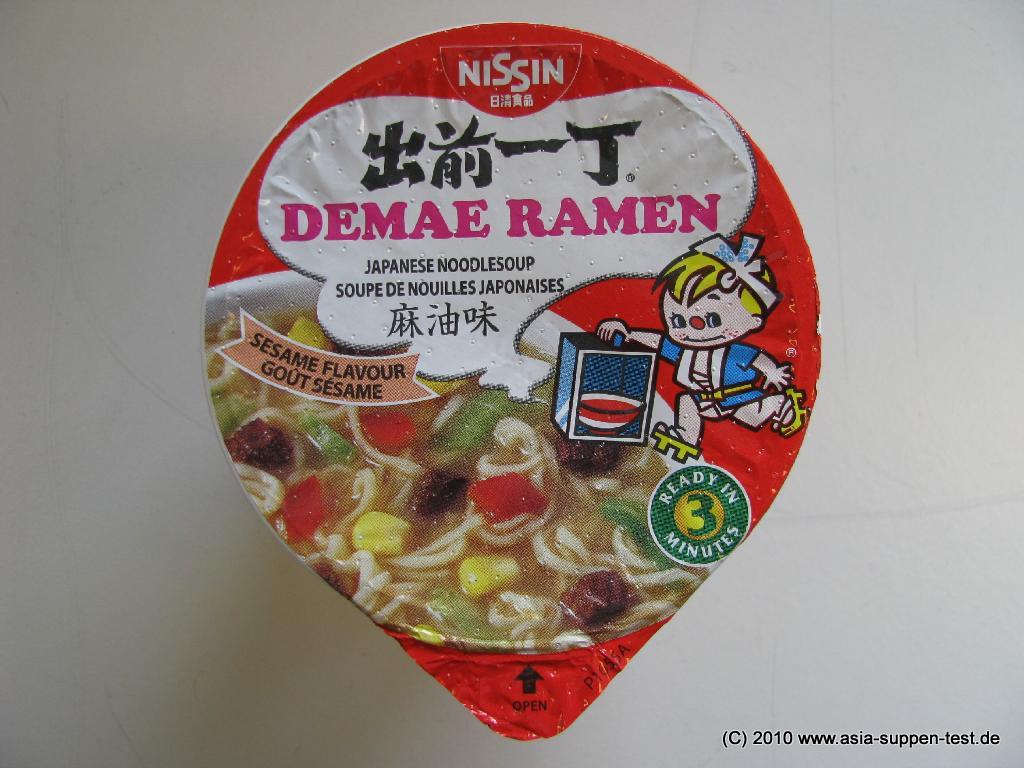 NISSIN
日清食品
出前一丁®
DEMAE RAMEN
JAPANESE NOODLESOUP
SOUPE DE NOUILLES JAPONAISES
麻油味
SESAME FLAVOUR
GOÛT SÉSAME
®
READY IN
3
MINUTES
OPEN
(C) 2010 www.asia-suppen-test.de